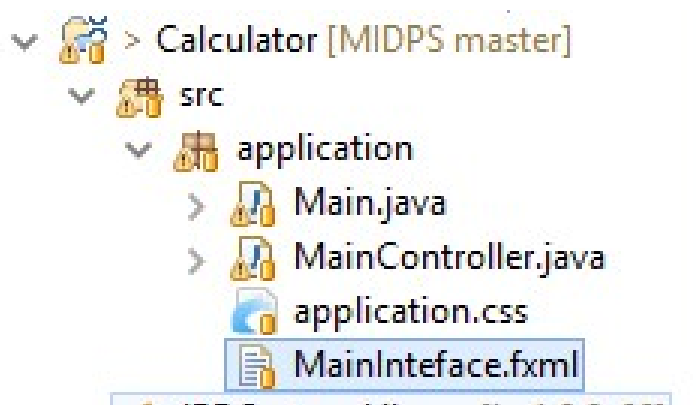 > Calculator [MIDPS master]
src
application
Main.java
MainController.java
application.css
MainInteface.fxml